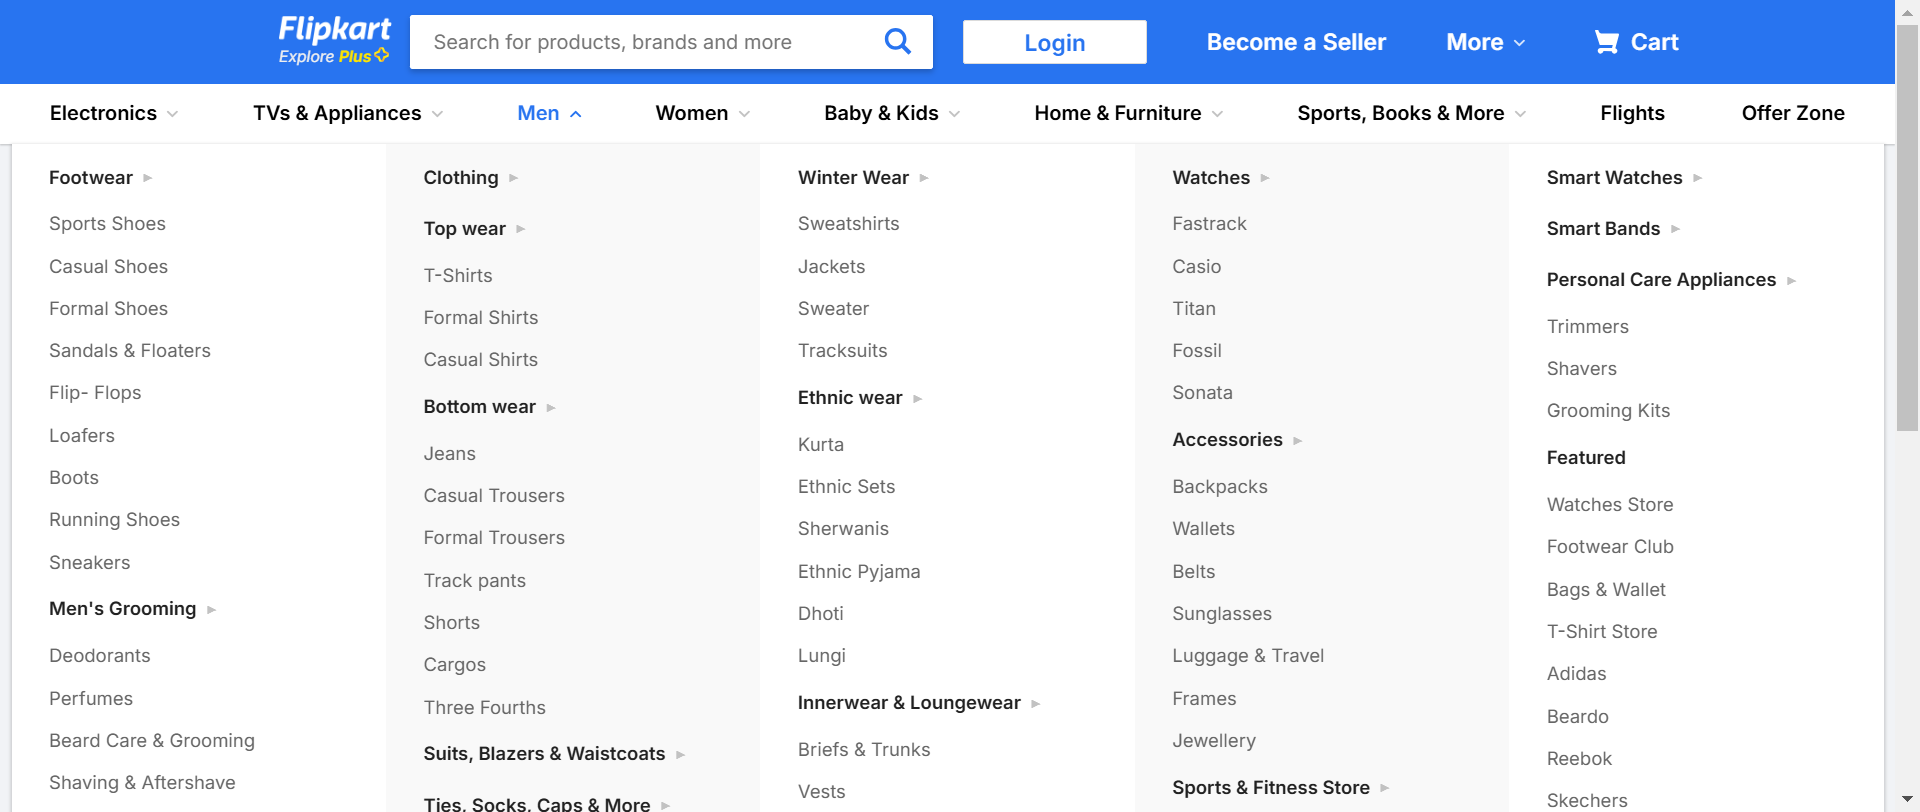 Flipkart
Explore Plus
Search for products, brands and more
Login
Become a Seller
More
Cart
Electronics
TVs & Appliances
Men
Women
Baby & Kids
Home & Furniture
Sports, Books & More
Flights
Offer Zone
Footwear
Sports Shoes
Casual Shoes
Formal Shoes
Sandals & Floaters
Flip- Flops
Loafers
Boots
Running Shoes
Sneakers
Men's Grooming
Deodorants
Perfumes
Beard Care & Grooming
Shaving & Aftershave
Clothing
Top wear
T-Shirts
Formal Shirts
Casual Shirts
Bottom wear
Jeans
Casual Trousers
Formal Trousers
Track pants
Shorts
Cargos
Three Fourths
Suits, Blazers & Waistcoats
Ties, Socks, Caps & More
Winter Wear
Sweatshirts
Jackets
Sweater
Tracksuits
Ethnic wear
Kurta
Ethnic Sets
Sherwanis
Ethnic Pyjama
Dhoti
Lungi
Innerwear & Loungewear
Briefs & Trunks
Vests
Watches
Fastrack
Casio
Titan
Fossil
Sonata
Accessories
Backpacks
Wallets
Belts
Sunglasses
Luggage & Travel
Frames
Jewellery
Sports & Fitness Store
Smart Watches
Smart Bands
Personal Care Appliances
Trimmers
Shavers
Grooming Kits
Featured
Watches Store
Footwear Club
Bags & Wallet
T-Shirt Store
Adidas
Beardo
Reebok
Skechers